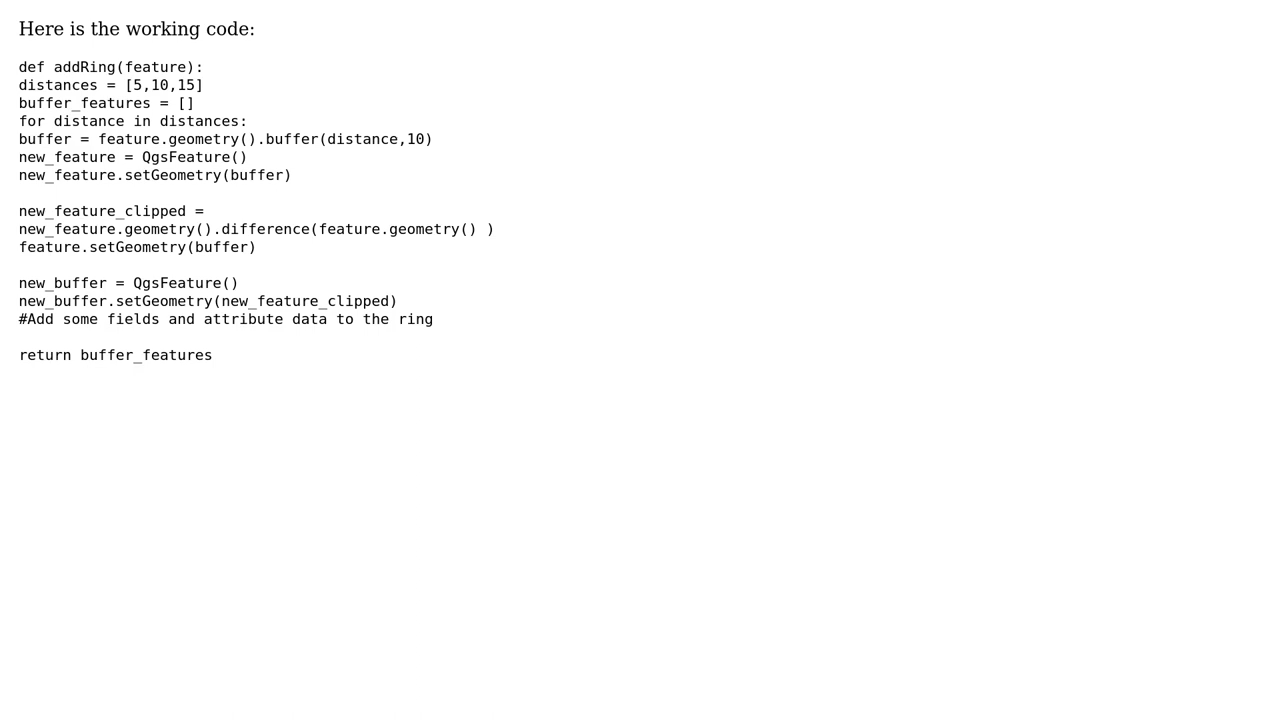 Here is the working code:
def addRing(feature):
distances = [5,10,15]
buffer_features = []
for distance in distances:
buffer = feature.geometry().buffer(distance,10)
new_feature = QgsFeature()
new_feature.setGeometry(buffer)
new_feature_clipped =
new_feature.geometry().difference(feature.geometry() )
feature.setGeometry(buffer)
new_buffer = QgsFeature()
new_buffer.setGeometry(new_feature_clipped)
#Add some fields and attribute data to the ring
return buffer_features